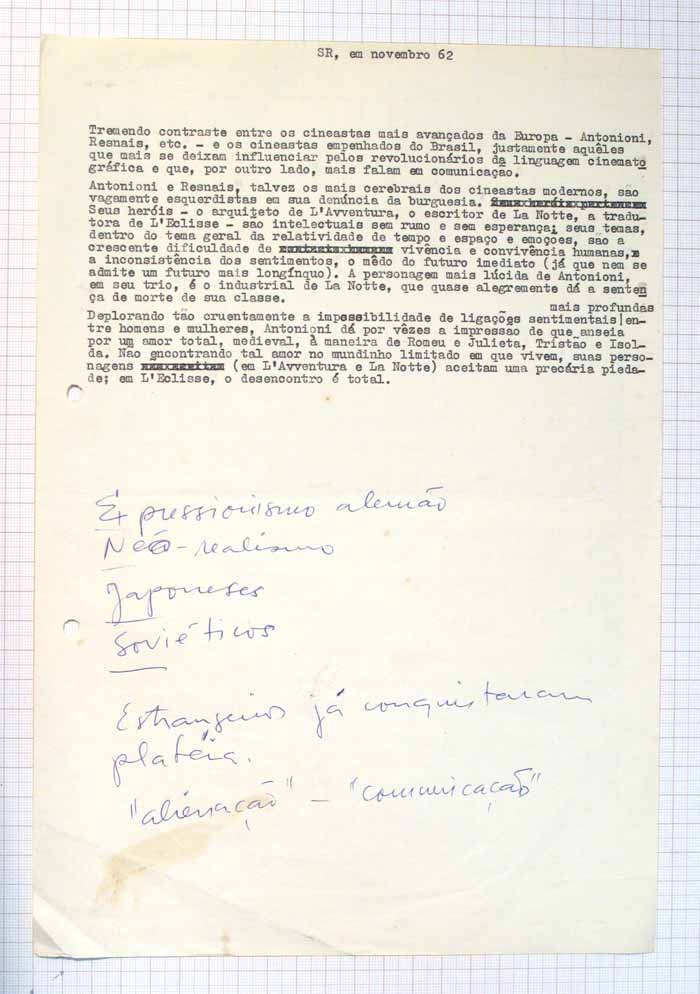 SR, em novembro 62
Tremendo contraste entre os cineastas mais avançados da Europa - Antonioni,
Resnais, etc. - e os cineastas empenhados do Brasil, justamente aquêles
que mais se deixam influenciar pelos revolucionários da linguagem cinemato
gráfica e que, por outro lado, mais falam em comunicação.
Antonioni e Resnais, talvez os mais cerebrais dos cineastas modernos, são
vagamente esquerdistas em sua denúncia da burguesia.
Seus heróis - o arquiteto de L'Avventura, o escritor de La Notte, a tradu-
tora de L'Eclisse - são intelectuais sem rumo e sem esperança; seus temas,
dentro do tema geral da relatividade de tempo e espaço e emoções, são a
crescente dificuldade de vivência e convivência humanas,
a inconsistência dos sentimentos, o mêdo do futuro imediato (já que nem se
admite um futuro mais longínquo). A personagem mais lúcida de Antonioni,
em seu trio, é o industrial de La Notte, que quase alegremente dá a senten
ça de morte de sua classe.
mais profundas
Deplorando tão cruentamente a impossibilidade de ligações sentimentais|en-
tre homens e mulheres, Antonioni dá por vêzes a impressão de que anseia
por um amor total, medieval, à maneira de Romeu e Julieta, Tristão e Isol-
da. Não encontrando tal amor no mundinho limitado em que vivem, suas perso-
nagens (em L'Avventura e La Notte) aceitam uma precária pieda-
de; em L'Eclisse, o desencontro é total.
Expressionismo alemão
Neo-realismo
Japoneses
Soviéticos
Estrangeiros já conquistaram
platéia.
"alienação" - "comunicação"